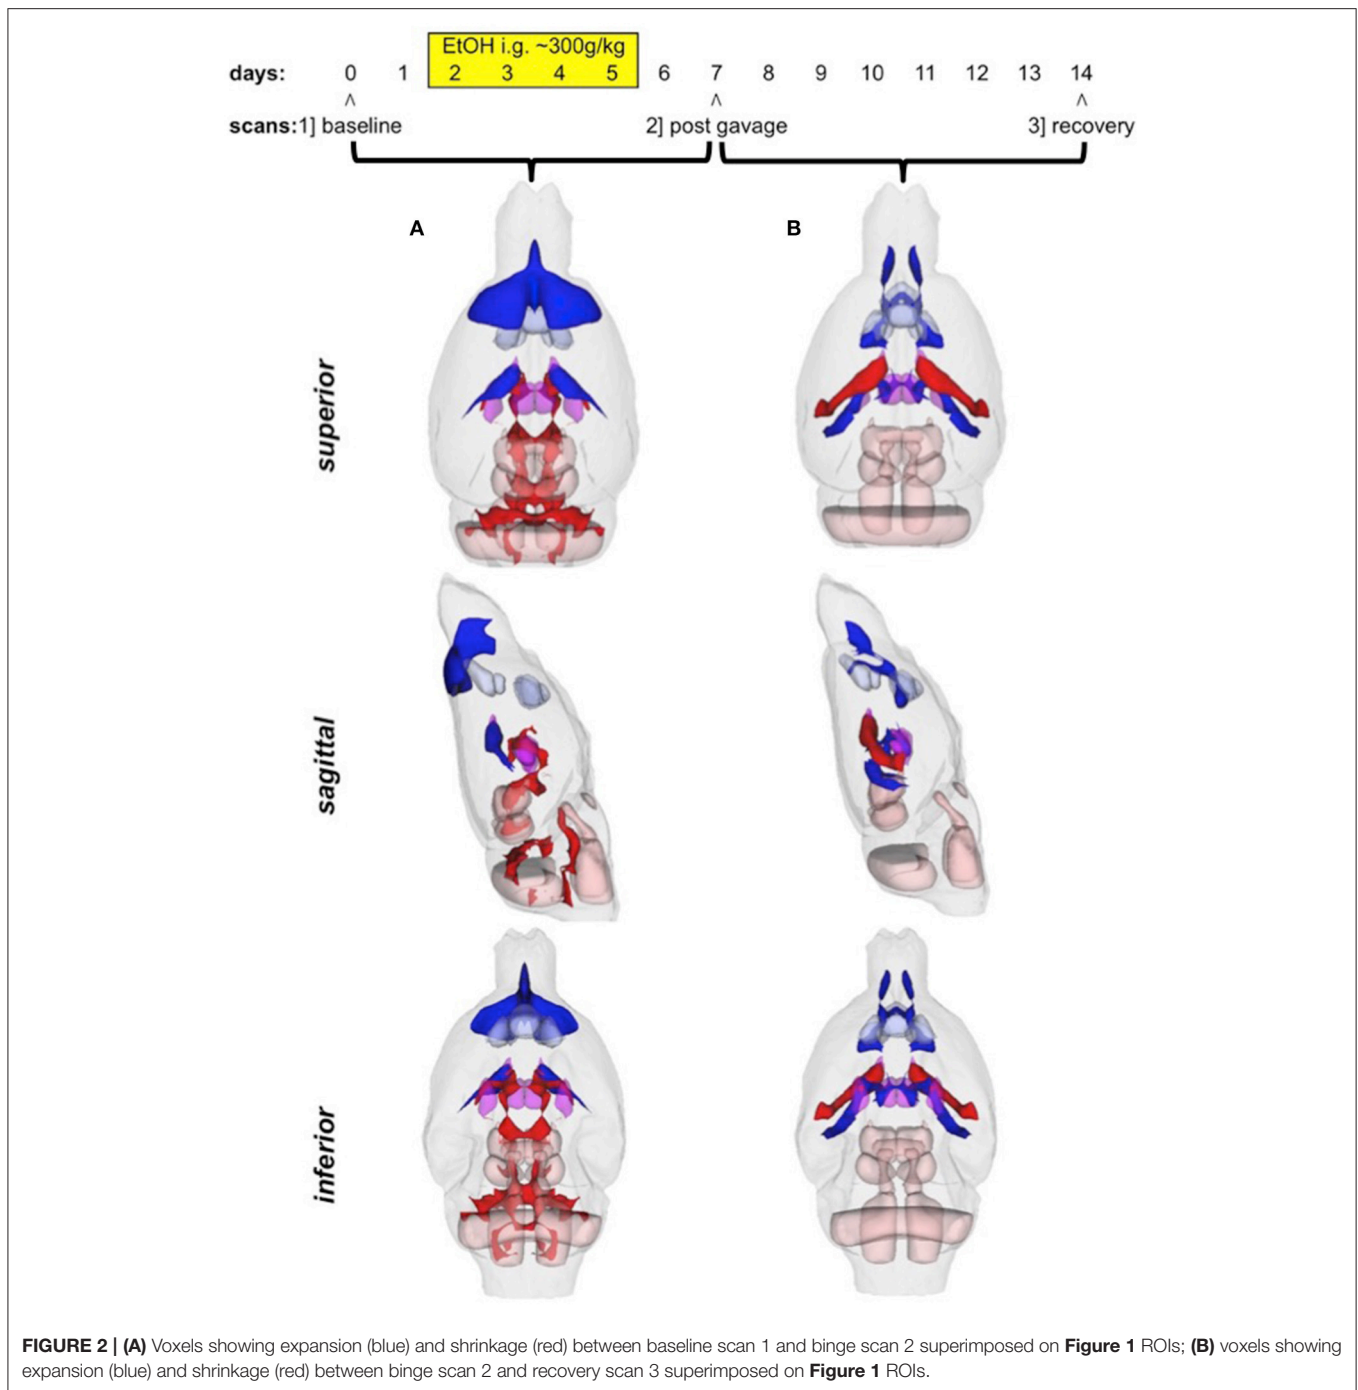 EtOH i.g. ~300g/kg
days: 0 1 2 3 4 5 6 7 8 9 10 11 12 13 14
^ ^ ^
scans:1] baseline 2] post gavage 3] recovery
A B
superior
sagittal
inferior
FIGURE 2 | (A) Voxels showing expansion (blue) and shrinkage (red) between baseline scan 1 and binge scan 2 superimposed on Figure 1 ROIs; (B) voxels showing
expansion (blue) and shrinkage (red) between binge scan 2 and recovery scan 3 superimposed on Figure 1 ROIs.